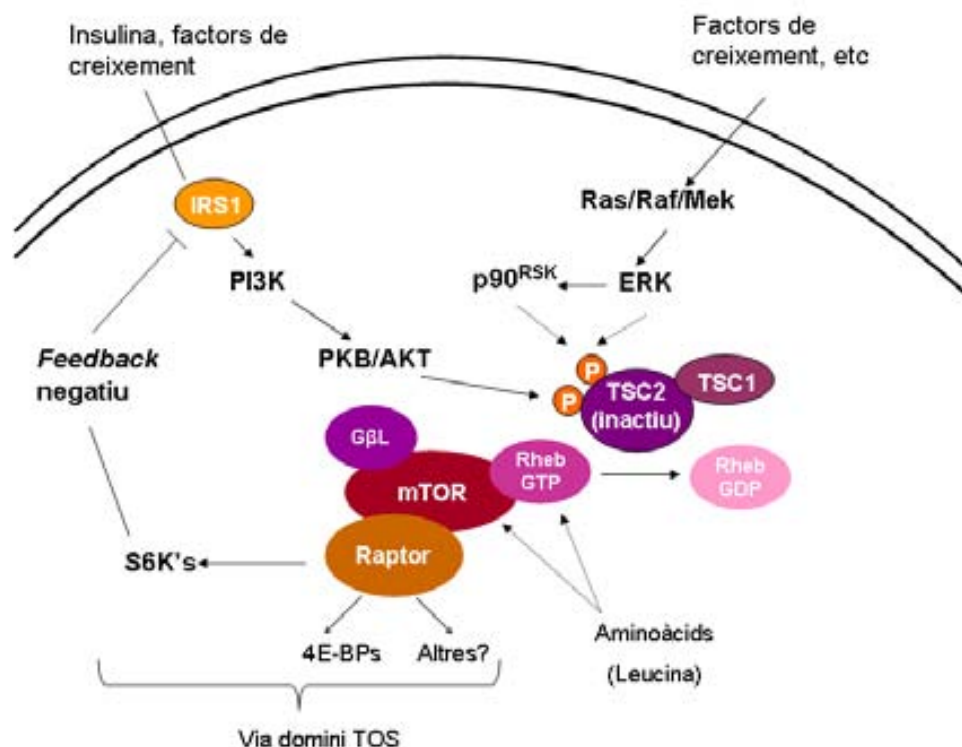 Insulina, factors de
creixement
Factors de
creixement, etc
IRS1
Ras/Raf/Mek
PI3K
p90RSK
ERK
Feedback
negatiu
PKB/AKT
P
P
TSC2
(inactiu)
TSC1
GβL
mTOR
Rheb
GTP
Rheb
GDP
Raptor
S6K's
4E-BPs
Altres?
Aminoàcids
(Leucina)
Via domini TOS